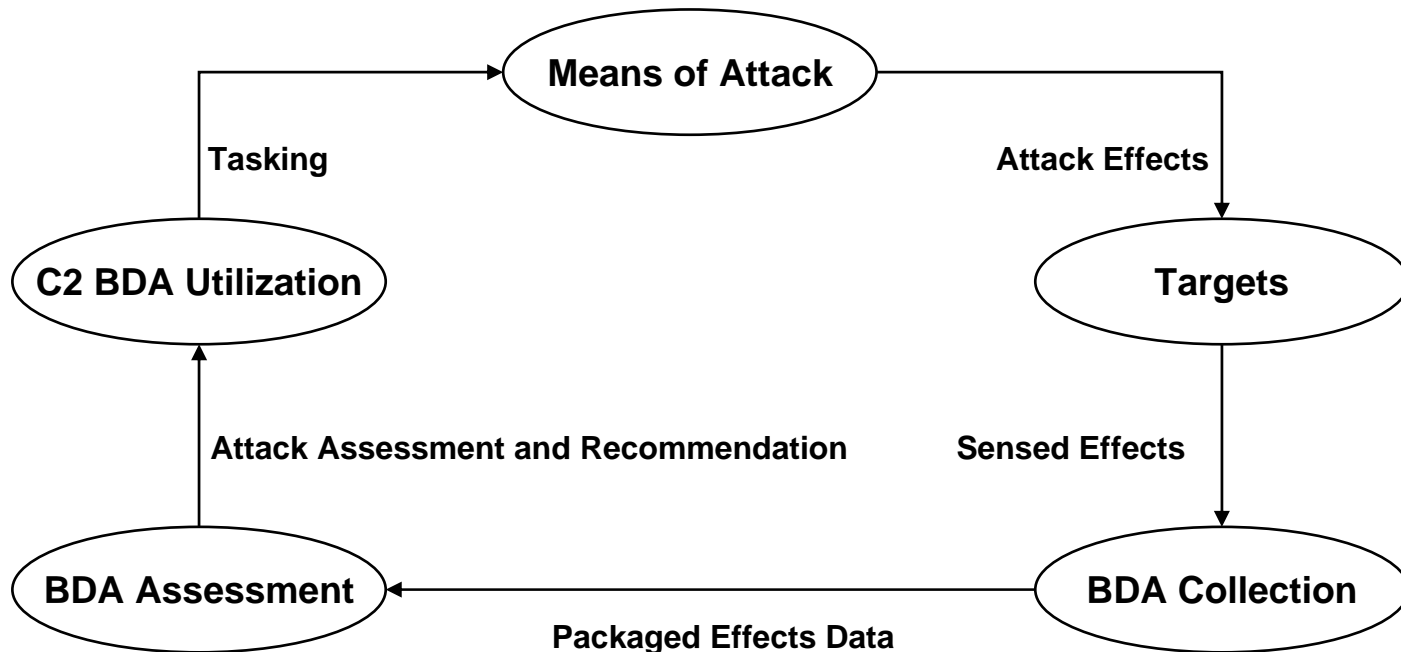 Means of Attack
Tasking
Attack Effects
C2 BDA Utilization
Targets
Attack Assessment and Recommendation
Sensed Effects
BDA Assessment
BDA Collection
Packaged Effects Data